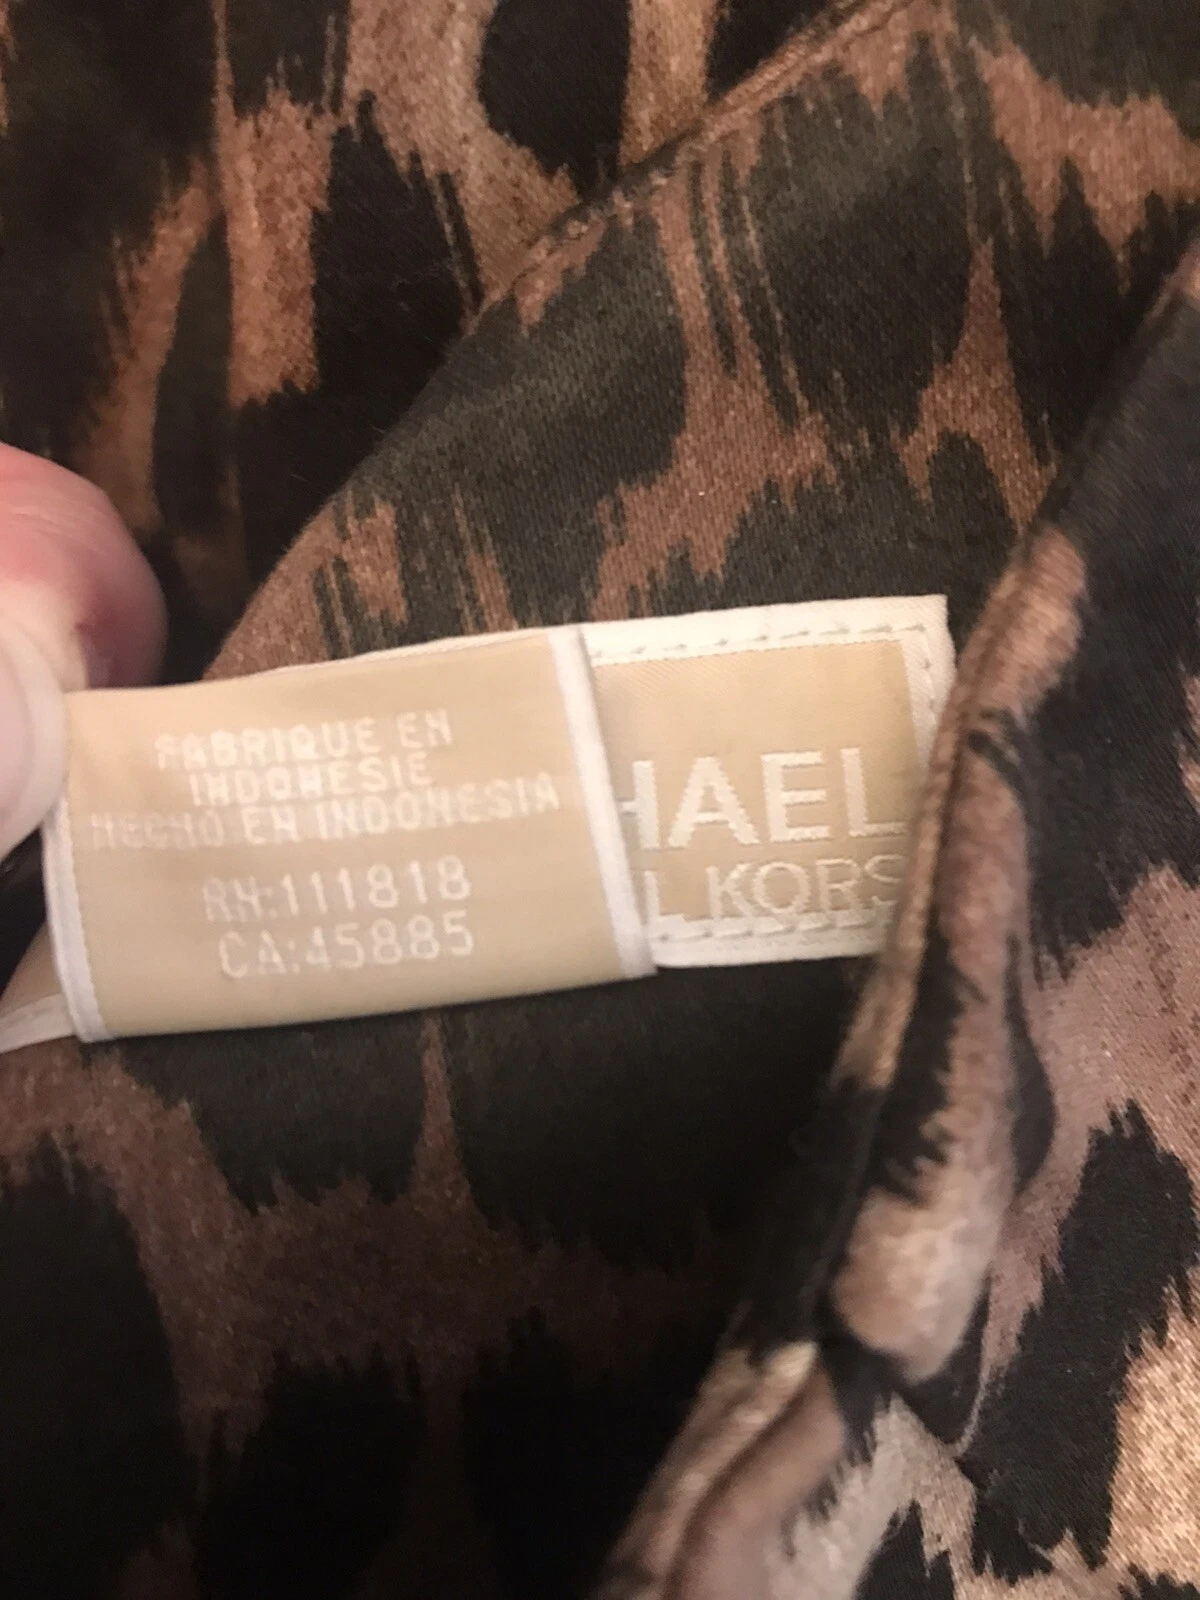 FABRIQUE EN
INDONESIE
HECHO EN INDONESIA
RN:111818
CA:45885
HAEL
L KORS